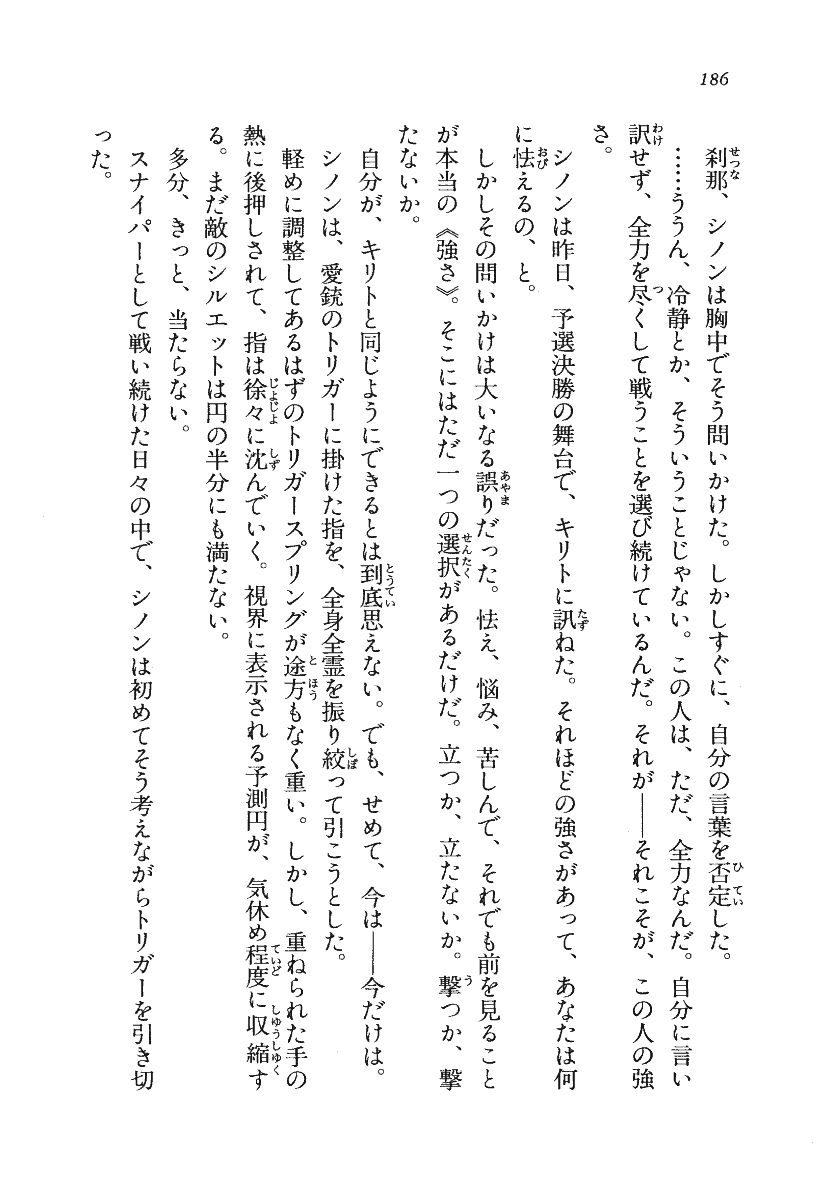 186
刹那、シノンは胸中でそう問いかけた。しかしすぐに、自分の言葉を否定した。
……ううん、冷静とか、そういうことじゃない。この人は、ただ、全力なんだ。自分に言い
訳せず、全力を尽くして戦うことを選び続けているんだ。それが――それこそが、この人の強
さ。
シノンは昨日、予選決勝の舞台で、キリトに訊ねた。それほどの強さがあって、あなたは何
に怯えるの、と。
しかしその問いかけは大いなる誤りだった。怯え、悩み、苦しんで、それでも前を見ること
が本当の《強さ》。そこにはただ一つの選択があるだけだ。立つか、立たないか。撃つか、撃
たないか。
自分が、キリトと同じようにできるとは到底思えない。でも、せめて、今は――今だけは。
シノンは、愛銃のトリガーに掛けた指を、全身全霊を振り絞って引こうとした。
軽めに調整してあるはずのトリガースプリングが途方もなく重い。しかし、重ねられた手の
熱に後押しされて、指は徐々に沈んでいく。視界に表示される予測円が、気休め程度に収縮す
る。まだ敵のシルエットは円の半分にも満たない。
多分、きっと、当たらない。
スナイパーとして戦い続けた日々の中で、シノンは初めてそう考えながらトリガーを引き切
った。